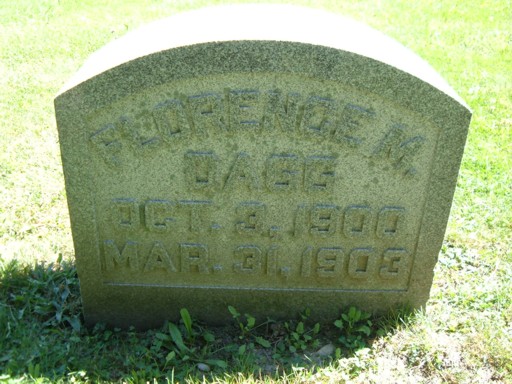 FLORENCE M.
DAGG
OCT. 3, 1900
MAR. 31, 1903